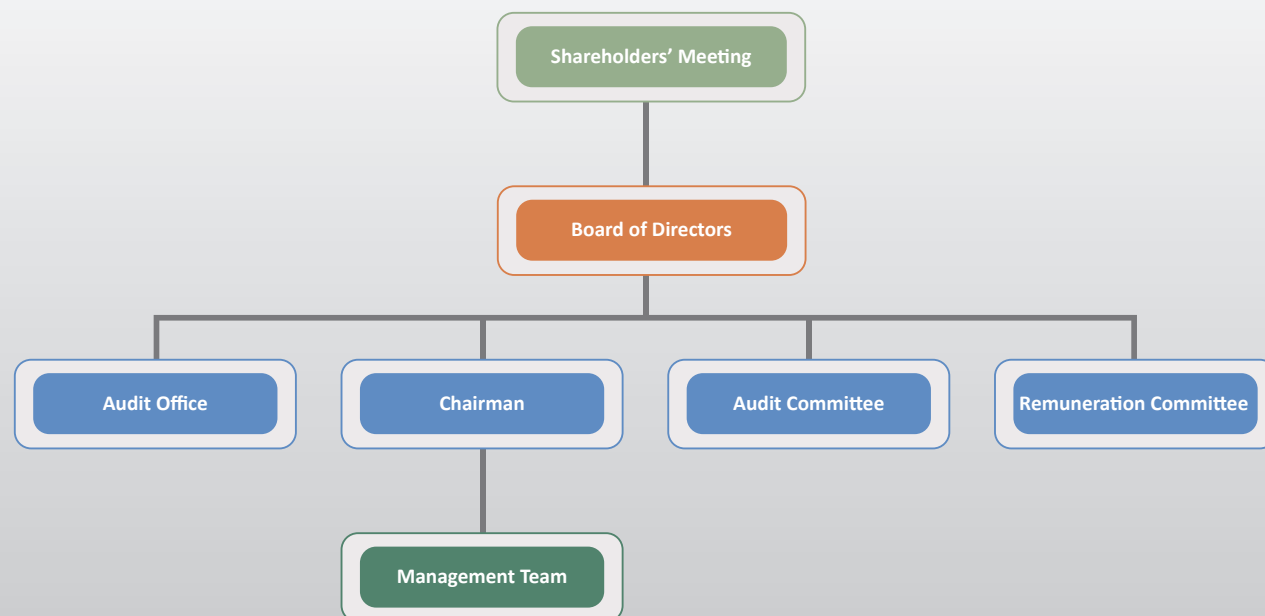 Shareholders’ Meeting
Board of Directors
Audit Office
Chairman
Audit Committee
Remuneration Committee
Management Team